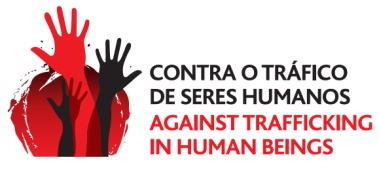 CONTRA O TRÁFICO
DE SERES HUMANOS
AGAINST TRAFFICKING
IN HUMAN BEINGS